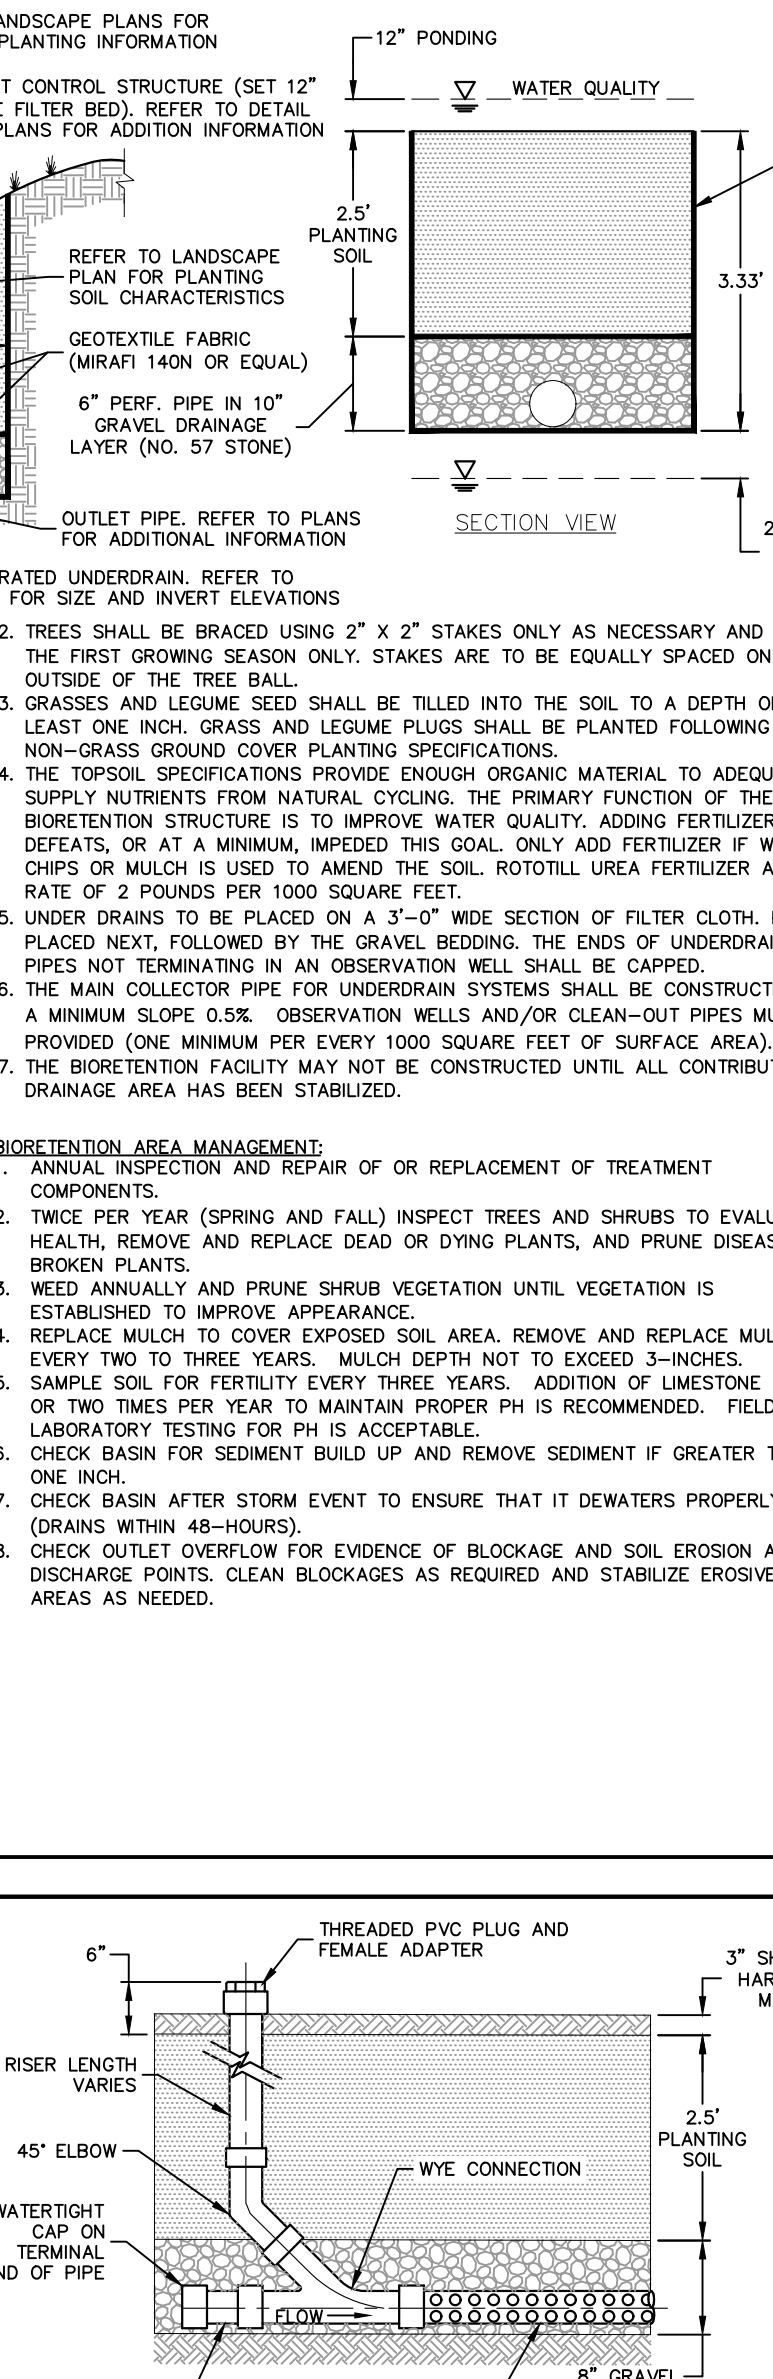 ANDSCAPE PLANS FOR
PLANTING INFORMATION
12" PONDING
T CONTROL STRUCTURE (SET 12"
E FILTER BED). REFER TO DETAIL
PLANS FOR ADDITION INFORMATION
WATER QUALITY
2.5'
PLANTING
SOIL
3.33'
REFER TO LANDSCAPE
PLAN FOR PLANTING
SOIL CHARACTERISTICS
GEOTEXTILE FABRIC
(MIRAFI 140N OR EQUAL)
6" PERF. PIPE IN 10"
GRAVEL DRAINAGE
LAYER (NO. 57 STONE)
OUTLET PIPE. REFER TO PLANS
FOR ADDITIONAL INFORMATION
SECTION VIEW
2
RATED UNDERDRAIN. REFER TO
FOR SIZE AND INVERT ELEVATIONS
2. TREES SHALL BE BRACED USING 2" X 2" STAKES ONLY AS NECESSARY AND
THE FIRST GROWING SEASON ONLY. STAKES ARE TO BE EQUALLY SPACED ON
OUTSIDE OF THE TREE BALL.
3. GRASSES AND LEGUME SEED SHALL BE TILLED INTO THE SOIL TO A DEPTH O
LEAST ONE INCH. GRASS AND LEGUME PLUGS SHALL BE PLANTED FOLLOWING
NON-GRASS GROUND COVER PLANTING SPECIFICATIONS.
4. THE TOPSOIL SPECIFICATIONS PROVIDE ENOUGH ORGANIC MATERIAL TO ADEQU
SUPPLY NUTRIENTS FROM NATURAL CYCLING. THE PRIMARY FUNCTION OF THE
BIORETENTION STRUCTURE IS TO IMPROVE WATER QUALITY. ADDING FERTILIZER
DEFEATS, OR AT A MINIMUM, IMPEDED THIS GOAL. ONLY ADD FERTILIZER IF W
CHIPS OR MULCH IS USED TO AMEND THE SOIL. ROTOTILL UREA FERTILIZER A
RATE OF 2 POUNDS PER 1000 SQUARE FEET.
5. UNDER DRAINS TO BE PLACED ON A 3'-0" WIDE SECTION OF FILTER CLOTH.
PLACED NEXT, FOLLOWED BY THE GRAVEL BEDDING. THE ENDS OF UNDERDRAI
PIPES NOT TERMINATING IN AN OBSERVATION WELL SHALL BE CAPPED.
6. THE MAIN COLLECTOR PIPE FOR UNDERDRAIN SYSTEMS SHALL BE CONSTRUCT
A MINIMUM SLOPE 0.5%. OBSERVATION WELLS AND/OR CLEAN-OUT PIPES MU
PROVIDED (ONE MINIMUM PER EVERY 1000 SQUARE FEET OF SURFACE AREA).
7. THE BIORETENTION FACILITY MAY NOT BE CONSTRUCTED UNTIL ALL CONTRIBUT
DRAINAGE AREA HAS BEEN STABILIZED.
BIORETENTION AREA MANAGEMENT:
. ANNUAL INSPECTION AND REPAIR OF OR REPLACEMENT OF TREATMENT
COMPONENTS.
2. TWICE PER YEAR (SPRING AND FALL) INSPECT TREES AND SHRUBS TO EVALU
HEALTH, REMOVE AND REPLACE DEAD OR DYING PLANTS, AND PRUNE DISEAS
BROKEN PLANTS.
3. WEED ANNUALLY AND PRUNE SHRUB VEGETATION UNTIL VEGETATION IS
ESTABLISHED TO IMPROVE APPEARANCE.
4. REPLACE MULCH TO COVER EXPOSED SOIL AREA. REMOVE AND REPLACE MUL
EVERY TWO TO THREE YEARS. MULCH DEPTH NOT TO EXCEED 3-INCHES.
5. SAMPLE SOIL FOR FERTILITY EVERY THREE YEARS. ADDITION OF LIMESTONE
OR TWO TIMES PER YEAR TO MAINTAIN PROPER PH IS RECOMMENDED. FIELD
LABORATORY TESTING FOR PH IS ACCEPTABLE.
6. CHECK BASIN FOR SEDIMENT BUILD UP AND REMOVE SEDIMENT IF GREATER T
ONE INCH.
7. CHECK BASIN AFTER STORM EVENT TO ENSURE THAT IT DEWATERS PROPERLY
(DRAINS WITHIN 48-HOURS).
8. CHECK OUTLET OVERFLOW FOR EVIDENCE OF BLOCKAGE AND SOIL EROSION A
DISCHARGE POINTS. CLEAN BLOCKAGES AS REQUIRED AND STABILIZE EROSIVE
AREAS AS NEEDED.
THREADED PVC PLUG AND
FEMALE ADAPTER
6"
3" SH
HAR
M
RISER LENGTH
VARIES
2.5'
PLANTING
SOIL
45° ELBOW
WYE CONNECTION
WATERTIGHT
CAP ON
TERMINAL
ND OF PIPE
FLOW
8" GRAVEL